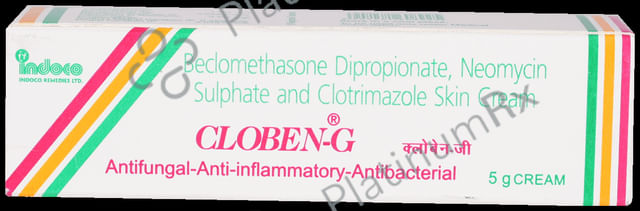 indoco
INDOCO REMEDIES LTD.
Beclomethasone Dipropionate, Neomycin
Sulphate and Clotrimazole Skin Cream
CLOBEN-G®
क्लोबेन-जी
Antifungal-Anti-inflammatory-Antibacterial
5 g CREAM
PlatinumRx
PlatinumRx